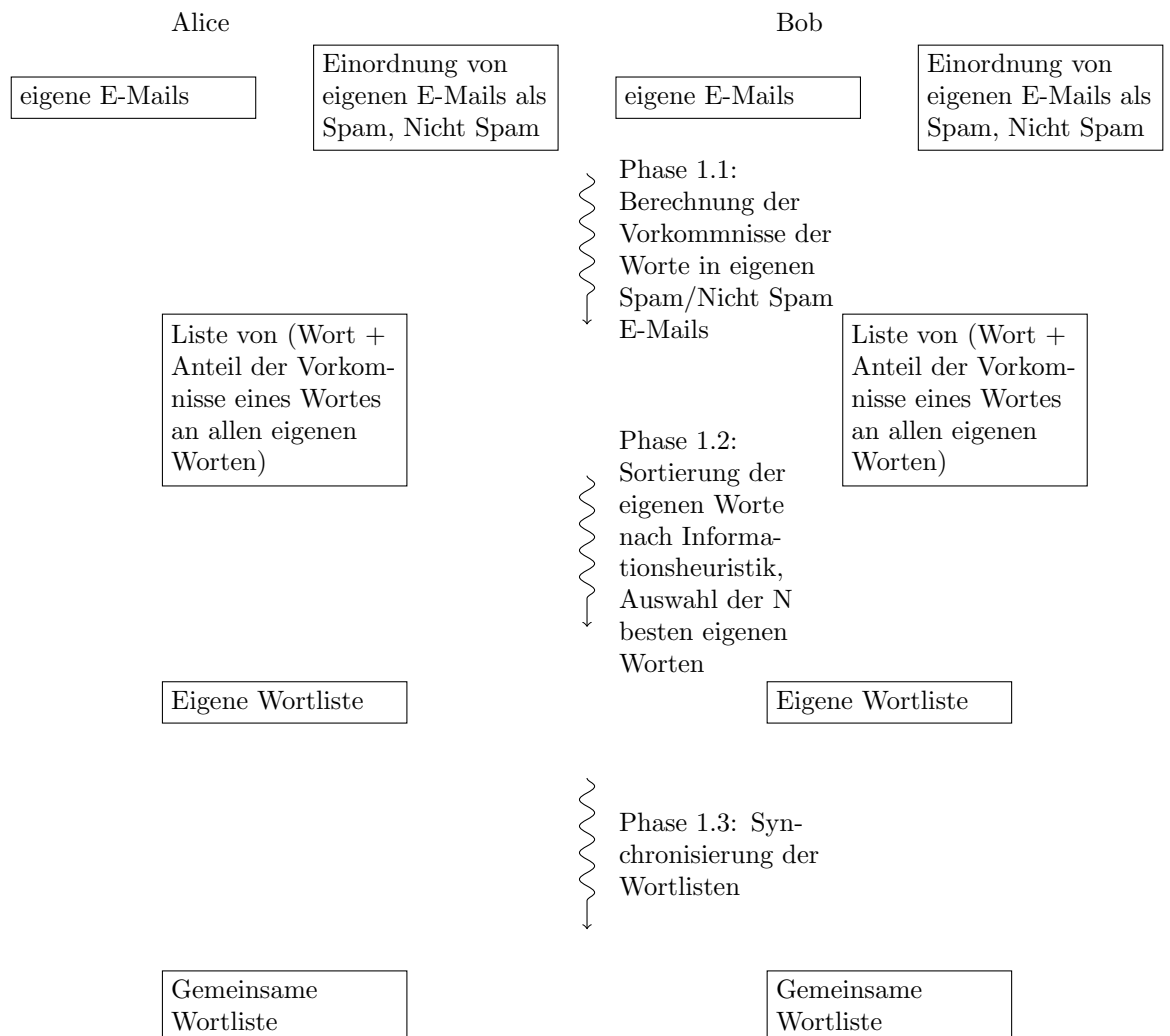 Alice
Bob
eigene E-Mails
Einordnung von
eigenen E-Mails als
Spam, Nicht Spam
eigene E-Mails
Einordnung von
eigenen E-Mails als
Spam, Nicht Spam
Phase 1.1:
Berechnung der
Vorkommnisse der
Worte in eigenen
Spam/Nicht Spam
E-Mails
Liste von (Wort +
Anteil der Vorkom-
nisse eines Wortes
an allen eigenen
Worten)
Liste von (Wort +
Anteil der Vorkom-
nisse eines Wortes
an allen eigenen
Worten)
Phase 1.2:
Sortierung der
eigenen Worte
nach Informa-
tionsheuristik,
Auswahl der N
besten eigenen
Worten
Eigene Wortliste
Eigene Wortliste
Phase 1.3: Syn-
chronisierung der
Wortlisten
Gemeinsame
Wortliste
Gemeinsame
Wortliste